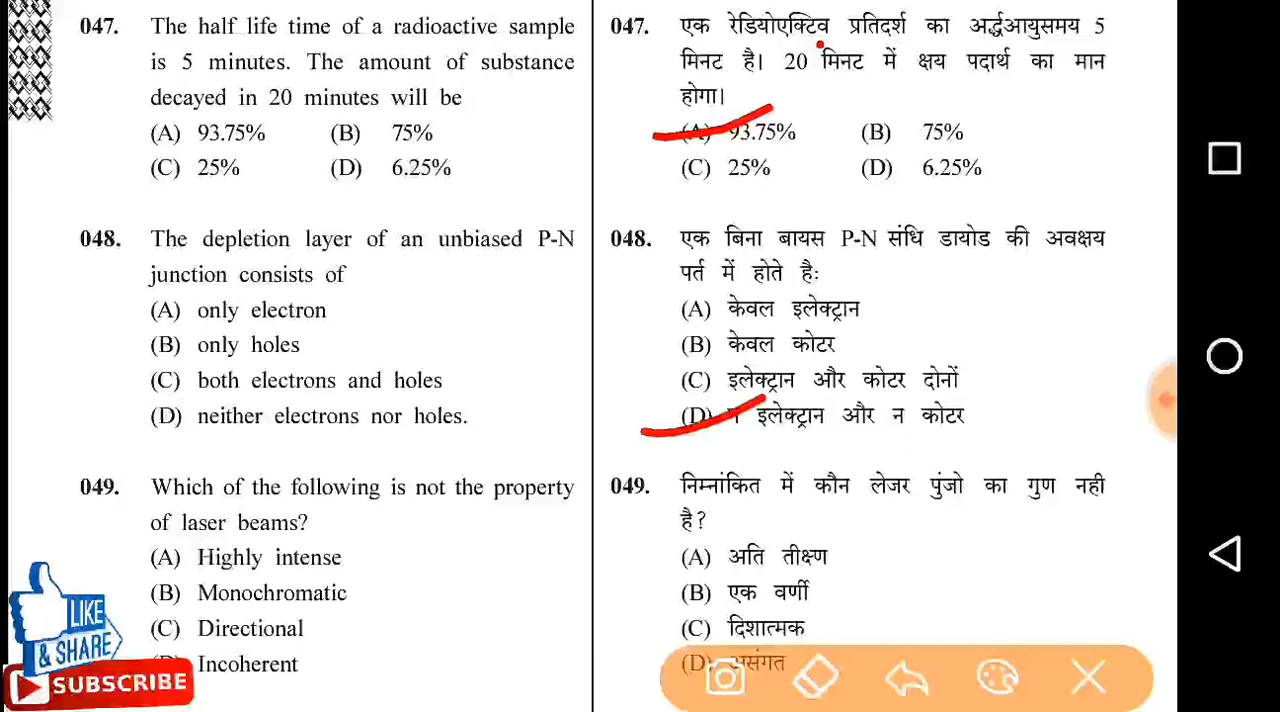 047. The half life time of a radioactive sample
is 5 minutes. The amount of substance
decayed in 20 minutes will be
(A) 93.75% (B) 75%
(C) 25% (D) 6.25%
048. The depletion layer of an unbiased P-N
junction consists of
(A) only electron
(B) only holes
(C) both electrons and holes
(D) neither electrons nor holes.
049. Which of the following is not the property
of laser beams?
(A) Highly intense
(B) Monochromatic
(C) Directional
(D) Incoherent
047. एक रेडियोएक्टिव प्रतिदर्श का अर्द्धआयुसमय 5
मिनट है। 20 मिनट में क्षय पदार्थ का मान
होगा।
(A) 93.75% (B) 75%
(C) 25% (D) 6.25%
048. एक बिना बायस P-N संधि डायोड की अवक्षय
पर्त में होते है:
(A) केवल इलेक्ट्रान
(B) केवल कोटर
(C) इलेक्ट्रान और कोटर दोनों
(D) न इलेक्ट्रान और न कोटर
049. निम्नांकित में कौन लेजर पुंजो का गुण नही
है?
(A) अति तीक्ष्ण
(B) एक वर्णी
(C) दिशात्मक
(D) असंगत
LIKE
& SHARE
SUBSCRIBE